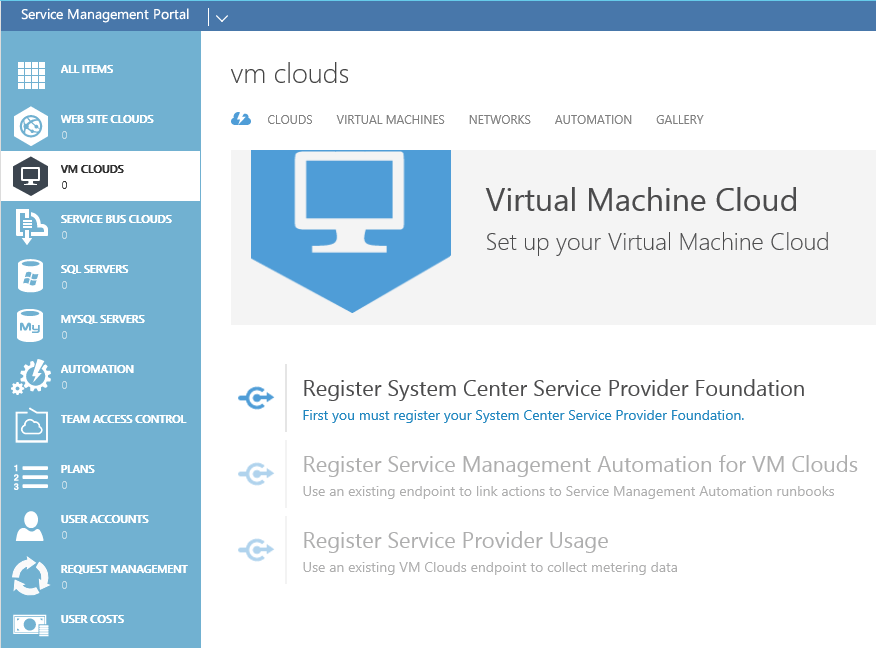 Service Management Portal
ALL ITEMS
WEB SITE CLOUDS
0
VM CLOUDS
0
SERVICE BUS CLOUDS
0
SQL SERVERS
0
MYSQL SERVERS
0
My
AUTOMATION
0
TEAM ACCESS CONTROL
1
2
3
PLANS
0
USER ACCOUNTS
0
REQUEST MANAGEMENT
0
USER COSTS
vm clouds
CLOUDS VIRTUAL MACHINES NETWORKS AUTOMATION GALLERY
Virtual Machine Cloud
Set up your Virtual Machine Cloud
Register System Center Service Provider Foundation
First you must register your System Center Service Provider Foundation.
Register Service Management Automation for VM Clouds
Use an existing endpoint to link actions to Service Management Automation runbooks
Register Service Provider Usage
Use an existing VM Clouds endpoint to collect metering data